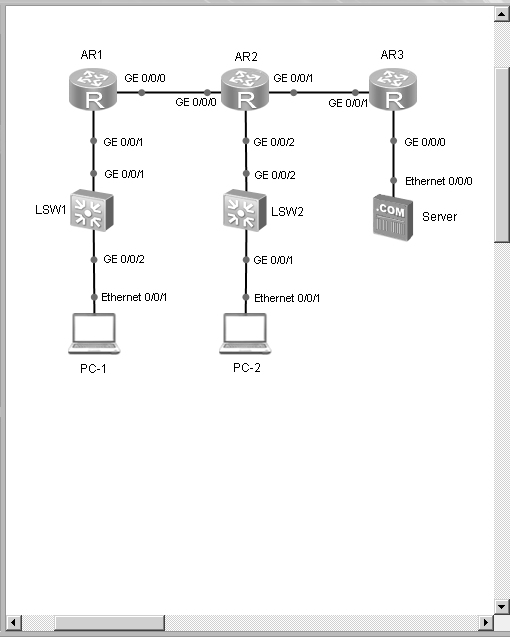 AR1
AR2
AR3
GE 0/0/0
GE 0/0/0
GE 0/0/1
GE 0/0/1
R
R
R
GE 0/0/1
GE 0/0/2
GE 0/0/0
GE 0/0/1
GE 0/0/2
Ethernet 0/0/0
LSW1
LSW2
.COM
Server
GE 0/0/2
GE 0/0/1
Ethernet 0/0/1
Ethernet 0/0/1
PC-1
PC-2